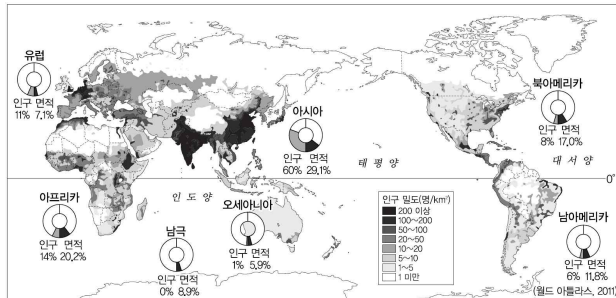 유럽
인구 면적
11% 7.1%
아시아
인구 면적
60% 29.1%
북아메리카
인구 면적
8% 17.0%
태 평 양
대 서 양
0°
인 도 양
아프리카
인구 면적
14% 20.2%
남극
인구 면적
0% 8.9%
오세아니아
인구 면적
1% 5.9%
인구 밀도(명/km²)
200 이상
100~200
50~100
20~50
10~20
5~10
1~5
1 미만
남아메리카
인구 면적
6% 11.8%
(월드 아틀라스, 2011)